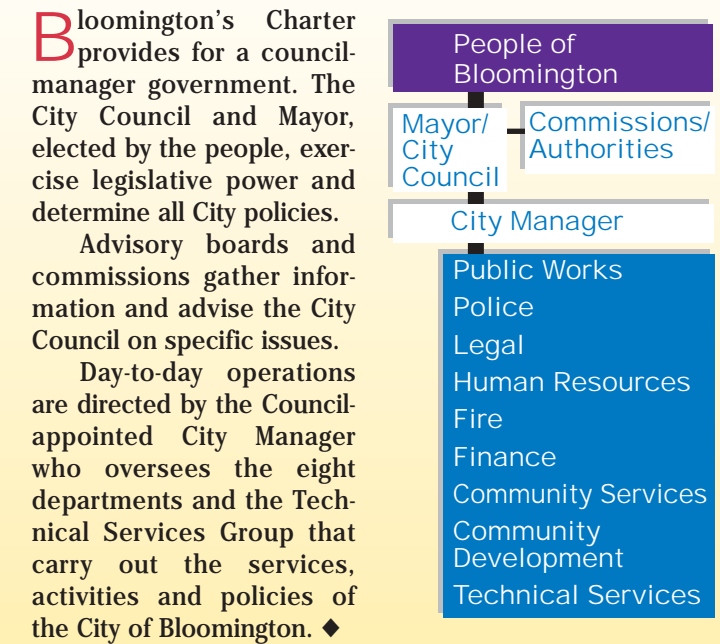 Bloomington's Charter
provides for a council-
manager government. The
City Council and Mayor,
elected by the people, exer-
cise legislative power and
determine all City policies.
Advisory boards and
commissions gather infor-
mation and advise the City
Council on specific issues.
Day-to-day operations
are directed by the Council-
appointed City Manager
who oversees the eight
departments and the Tech-
nical Services Group that
carry out the services,
activities and policies of
the City of Bloomington. ◆
People of
Bloomington
Mayor/
City
Council
Commissions/
Authorities
City Manager
Public Works
Police
Legal
Human Resources
Fire
Finance
Community Services
Community
Development
Technical Services